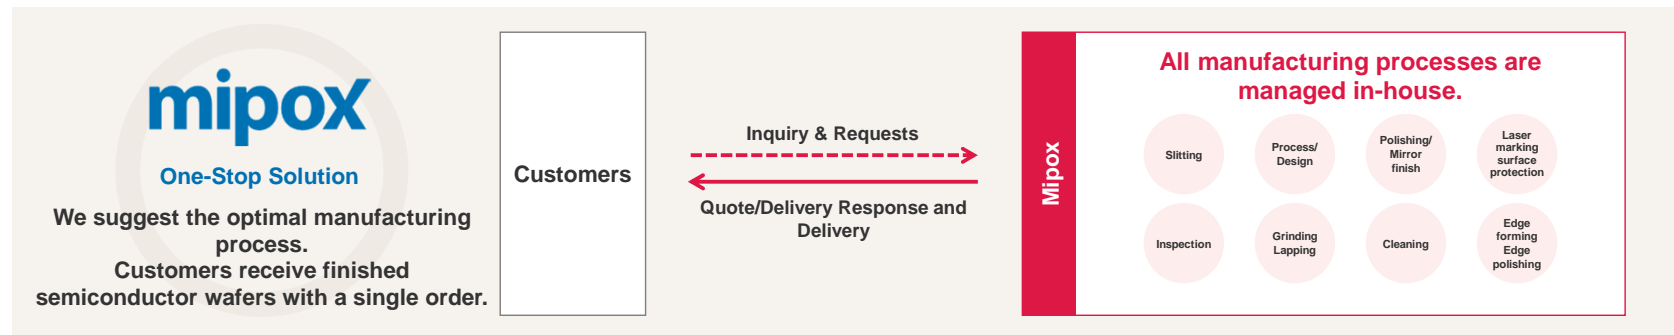 mipox
One-Stop Solution
We suggest the optimal manufacturing
process.
Customers receive finished
semiconductor wafers with a single order.
Customers
Inquiry & Requests
Quote/Delivery Response and
Delivery
Mipox
All manufacturing processes are
managed in-house.
Slitting
Process/
Design
Polishing/
Mirror
finish
Laser
marking
surface
protection
Inspection
Grinding
Lapping
Cleaning
Edge
forming
Edge
polishing